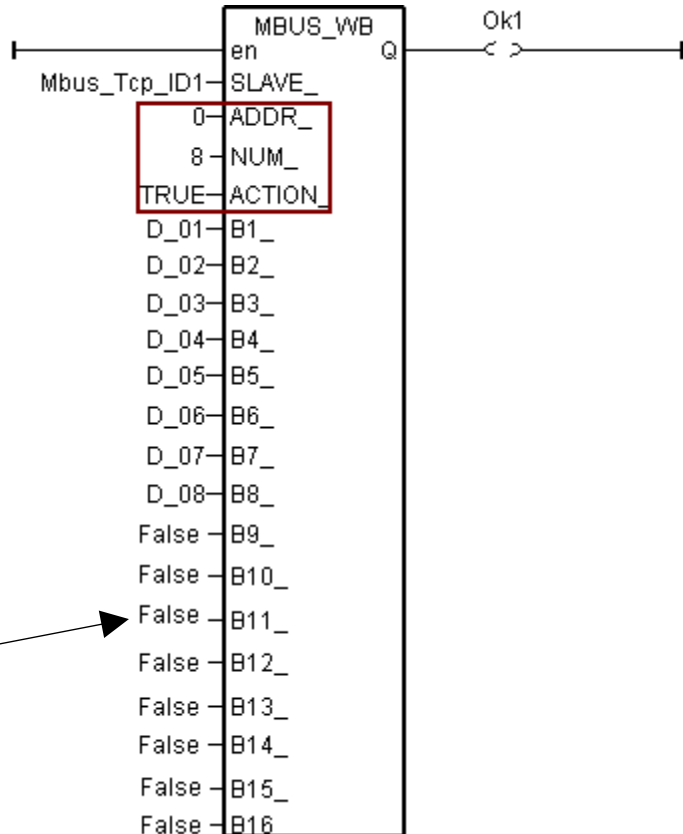 MBUS_WB Ok1
en Q
Mbus_Tcp_ID1 SLAVE_
0 ADDR_
8 NUM_
TRUE ACTION_
D_01 B1_
D_02 B2_
D_03 B3_
D_04 B4_
D_05 B5_
D_06 B6_
D_07 B7_
D_08 B8_
False B9_
False B10_
False B11_
False B12_
False B13_
False B14_
False B15_
False B16